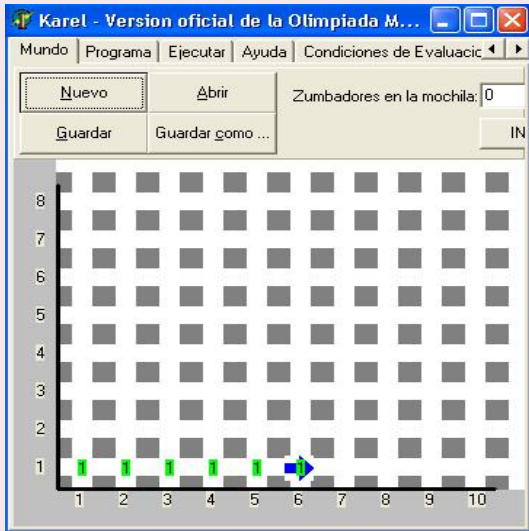 Karel - Version oficial de la Olimpiada M...
Mundo Programa Ejecutar Ayuda Condiciones de Evaluacic
Nuevo Abrir Zumbadores en la mochila: 0
Guardar Guardar como ... IN
8
7
6
5
4
3
2
1 1 1 1 1 1 1
1 2 3 4 5 6 7 8 9 10